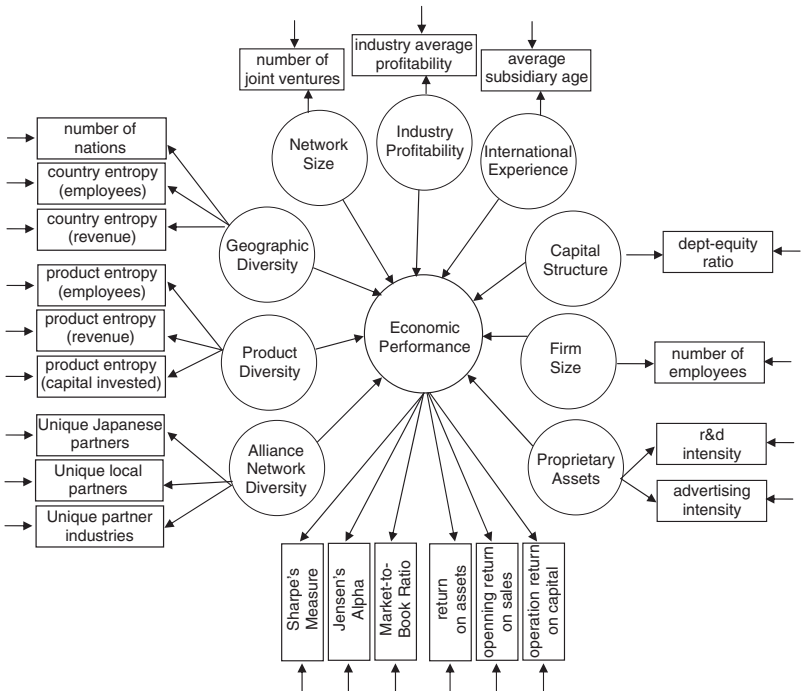 number of
joint ventures
industry average
profitability
average
subsidiary age
number of
nations
country entropy
(employees)
country entropy
(revenue)
product entropy
(employees)
product entropy
(revenue)
product entropy
(capital invested)
Unique Japanese
partners
Unique local
partners
Unique partner
industries
Network
Size
Industry
Profitability
International
Experience
Geographic
Diversity
Product
Diversity
Alliance
Network
Diversity
Economic
Performance
Capital
Structure
Firm
Size
Proprietary
Assets
dept-equity
ratio
number of
employees
r&d
intensity
advertising
intensity
Sharpe's
Measure
Jensen's
Alpha
Market-to-
Book Ratio
return
on assets
openning return
on sales
operation return
on capital